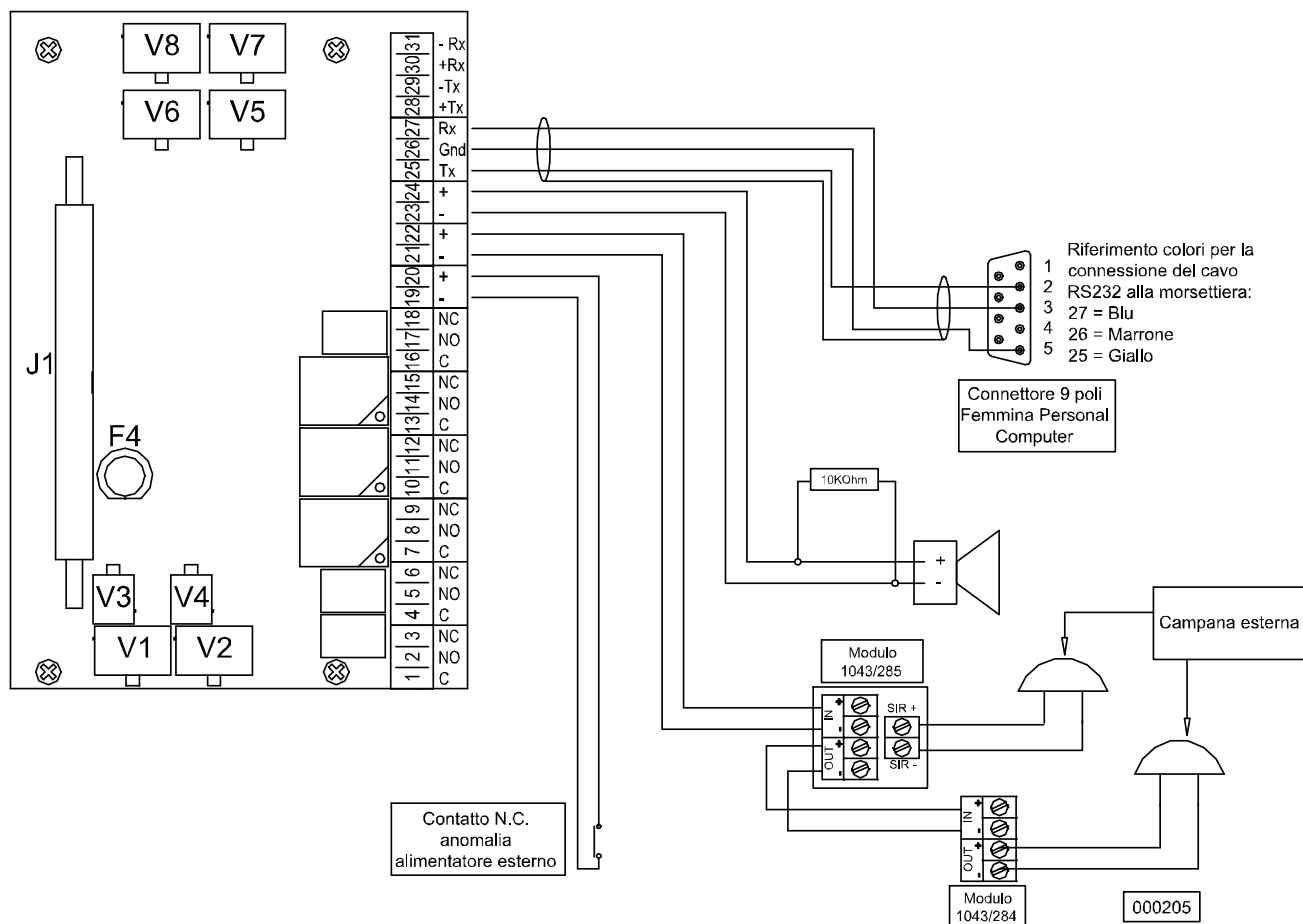 V8
V7
V6
V5
J1
F4
V3
V4
V1
V2
31 - Rx
30 +Rx
29 -Tx
28 +Tx
27 Rx
26 Gnd
25 Tx
24 +
23 -
22 +
21 -
20 +
19 -
18 NC
17 NO
16 C
15 NC
14 NO
13 C
12 NC
11 NO
10 C
9 NC
8 NO
7 C
6 NC
5 NO
4 C
3 NC
2 NO
1 C
1
2
3
4
5
Riferimento colori per la
connessione del cavo
RS232 alla morsettiera:
27 = Blu
26 = Marrone
25 = Giallo
Connettore 9 poli
Femmina Personal
Computer
10KOhm
+
-
Campana esterna
Modulo
1043/285
IN + -
OUT + -
SIR +
SIR -
Contatto N.C.
anomalia
alimentatore esterno
IN + -
OUT + -
Modulo
1043/284
000205